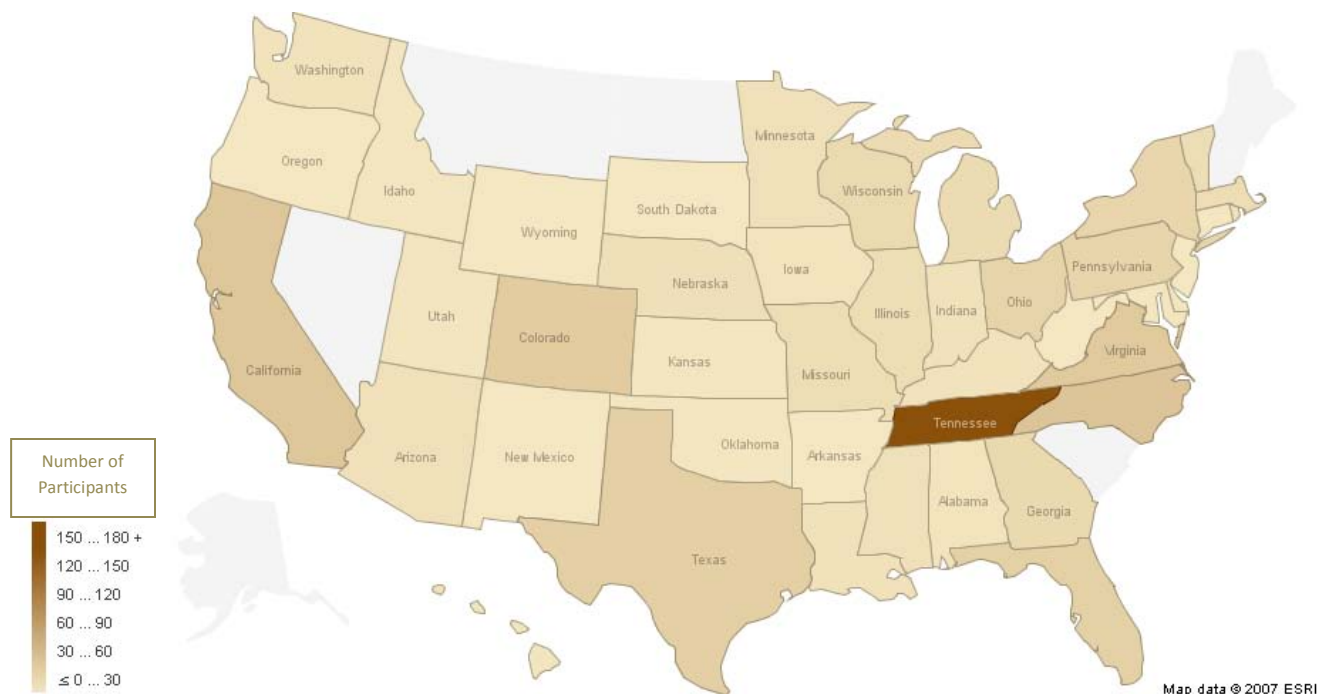 Washington
Minnesota
Oregon
Idaho
Wisconsin
South Dakota
Wyoming
Pennsylvania
Iowa
Nebraska
Ohio
Illinois
Indiana
Utah
Colorado
Virginia
Kansas
California
Missouri
Tennessee
Oklahoma
Arizona
New Mexico
Arkansas
Alabama
Georgia
Texas
Number of
Participants
150 ... 180 +
120 ... 150
90 ... 120
60 ... 90
30 ... 60
≤ 0 ... 30
Map data © 2007 ESRI